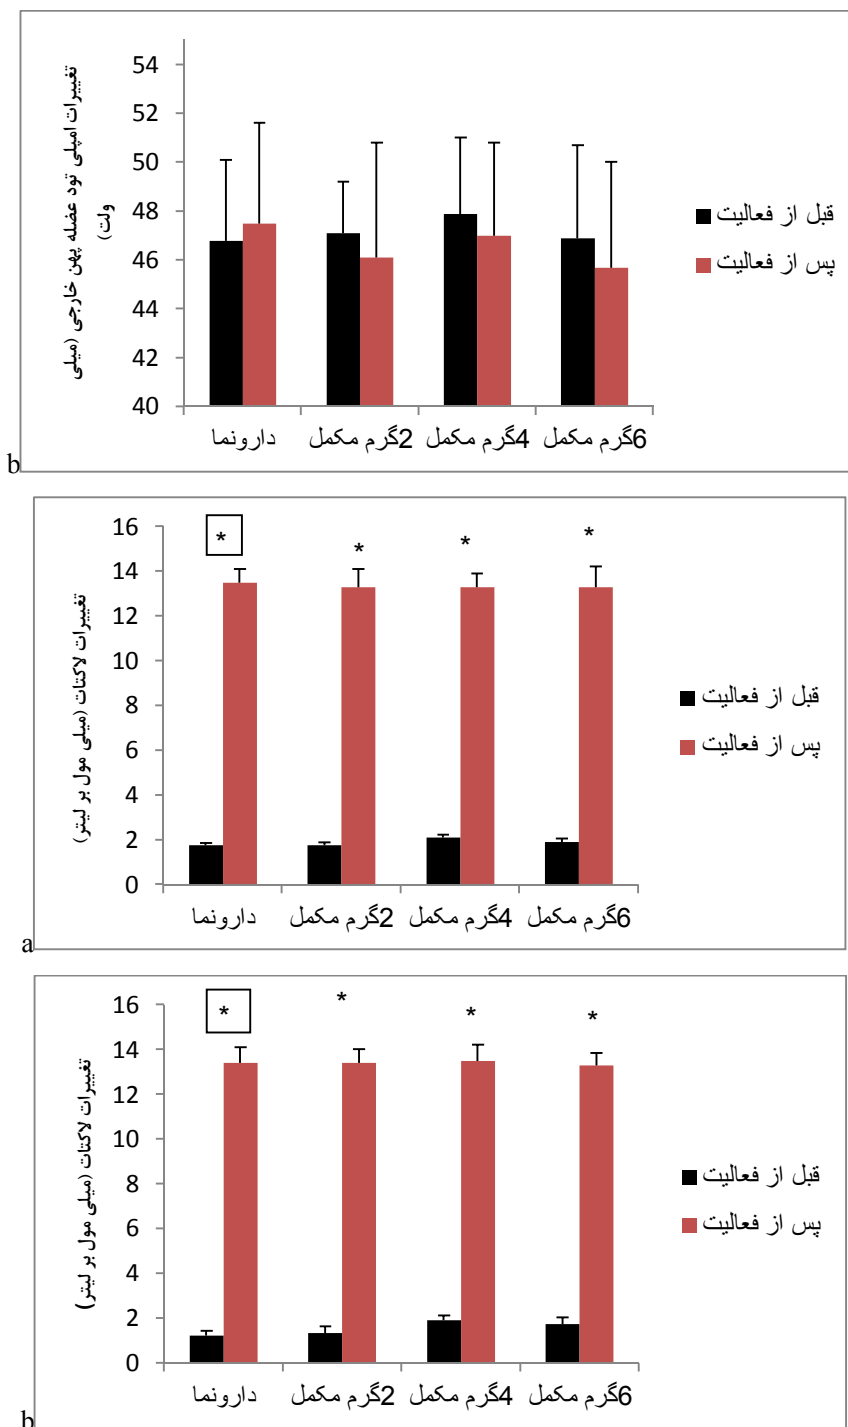 تغییرات امپلی تود عضله پهن خارجی (میلی
ولت)
54
52
50
48
46
44
42
40
دارونما
2گرم مکمل
4گرم مکمل
6گرم مکمل
قبل از فعالیت
پس از فعالیت
b
تغییرات لاکتات (میلی مول بر لیتر)
16
14
12
10
8
6
4
2
0
*
*
*
*
دارونما
2گرم مکمل
4گرم مکمل
6گرم مکمل
قبل از فعالیت
پس از فعالیت
a
تغییرات لاکتات (میلی مول بر لیتر)
16
14
12
10
8
6
4
2
0
*
*
*
*
دارونما
2گرم مکمل
4گرم مکمل
6گرم مکمل
قبل از فعالیت
پس از فعالیت
b